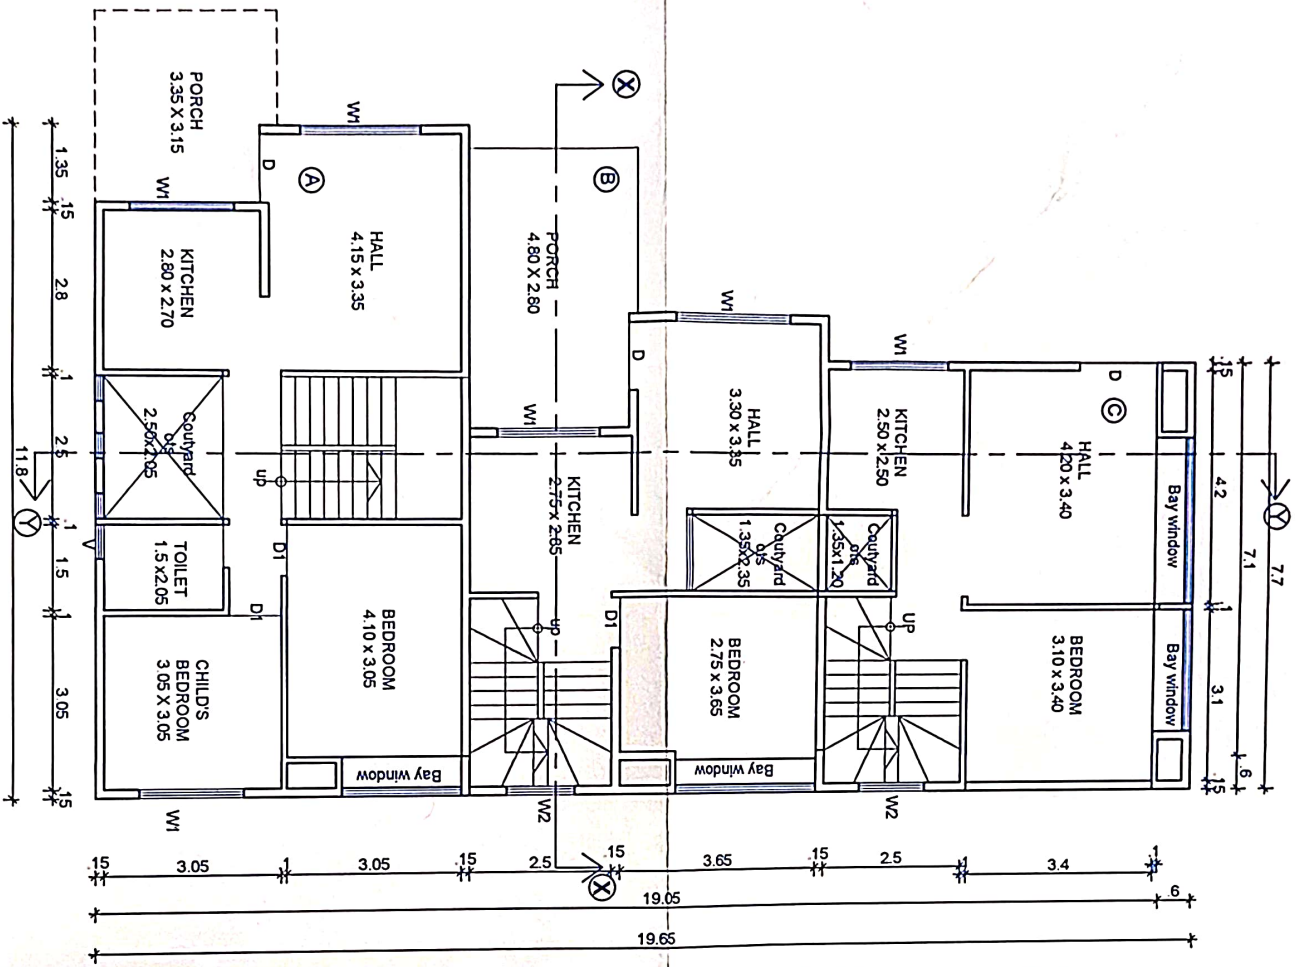 PORCH
3.35 X 3.15
W1
D
A
W1
HALL
4.15 x 3.35
KITCHEN
2.80 x 2.70
Coutyard
ots
2.50x2.05
up
TOILET
1.5 x2.05
V
D1
D1
CHILD'S
BEDROOM
3.05 X 3.05
W1
BEDROOM
4.10 x 3.05
Bay window
X
B
PORCH
4.80 X 2.80
W1
KITCHEN
2.75 x 2.65
up
D1
W2
X
W1
D
HALL
3.30 x 3.35
Coutyard
ots
1.35x2.35
BEDROOM
2.75 x 3.65
Bay window
W1
KITCHEN
2.50 x 2.50
Coutyard
ots
1.35x1.20
UP
W2
D
C
HALL
4.20 x 3.40
Bay window
BEDROOM
3.10 x 3.40
Bay window
Y
Y
1.35
.15
2.8
.1
2.5
.1
1.5
.1
3.05
.15
11.8
.15
4.2
.1
3.1
.6
.15
7.1
7.7
.15
3.05
.1
3.05
.15
2.5
.15
3.65
.15
2.5
.1
3.4
.1
19.05
.6
19.65